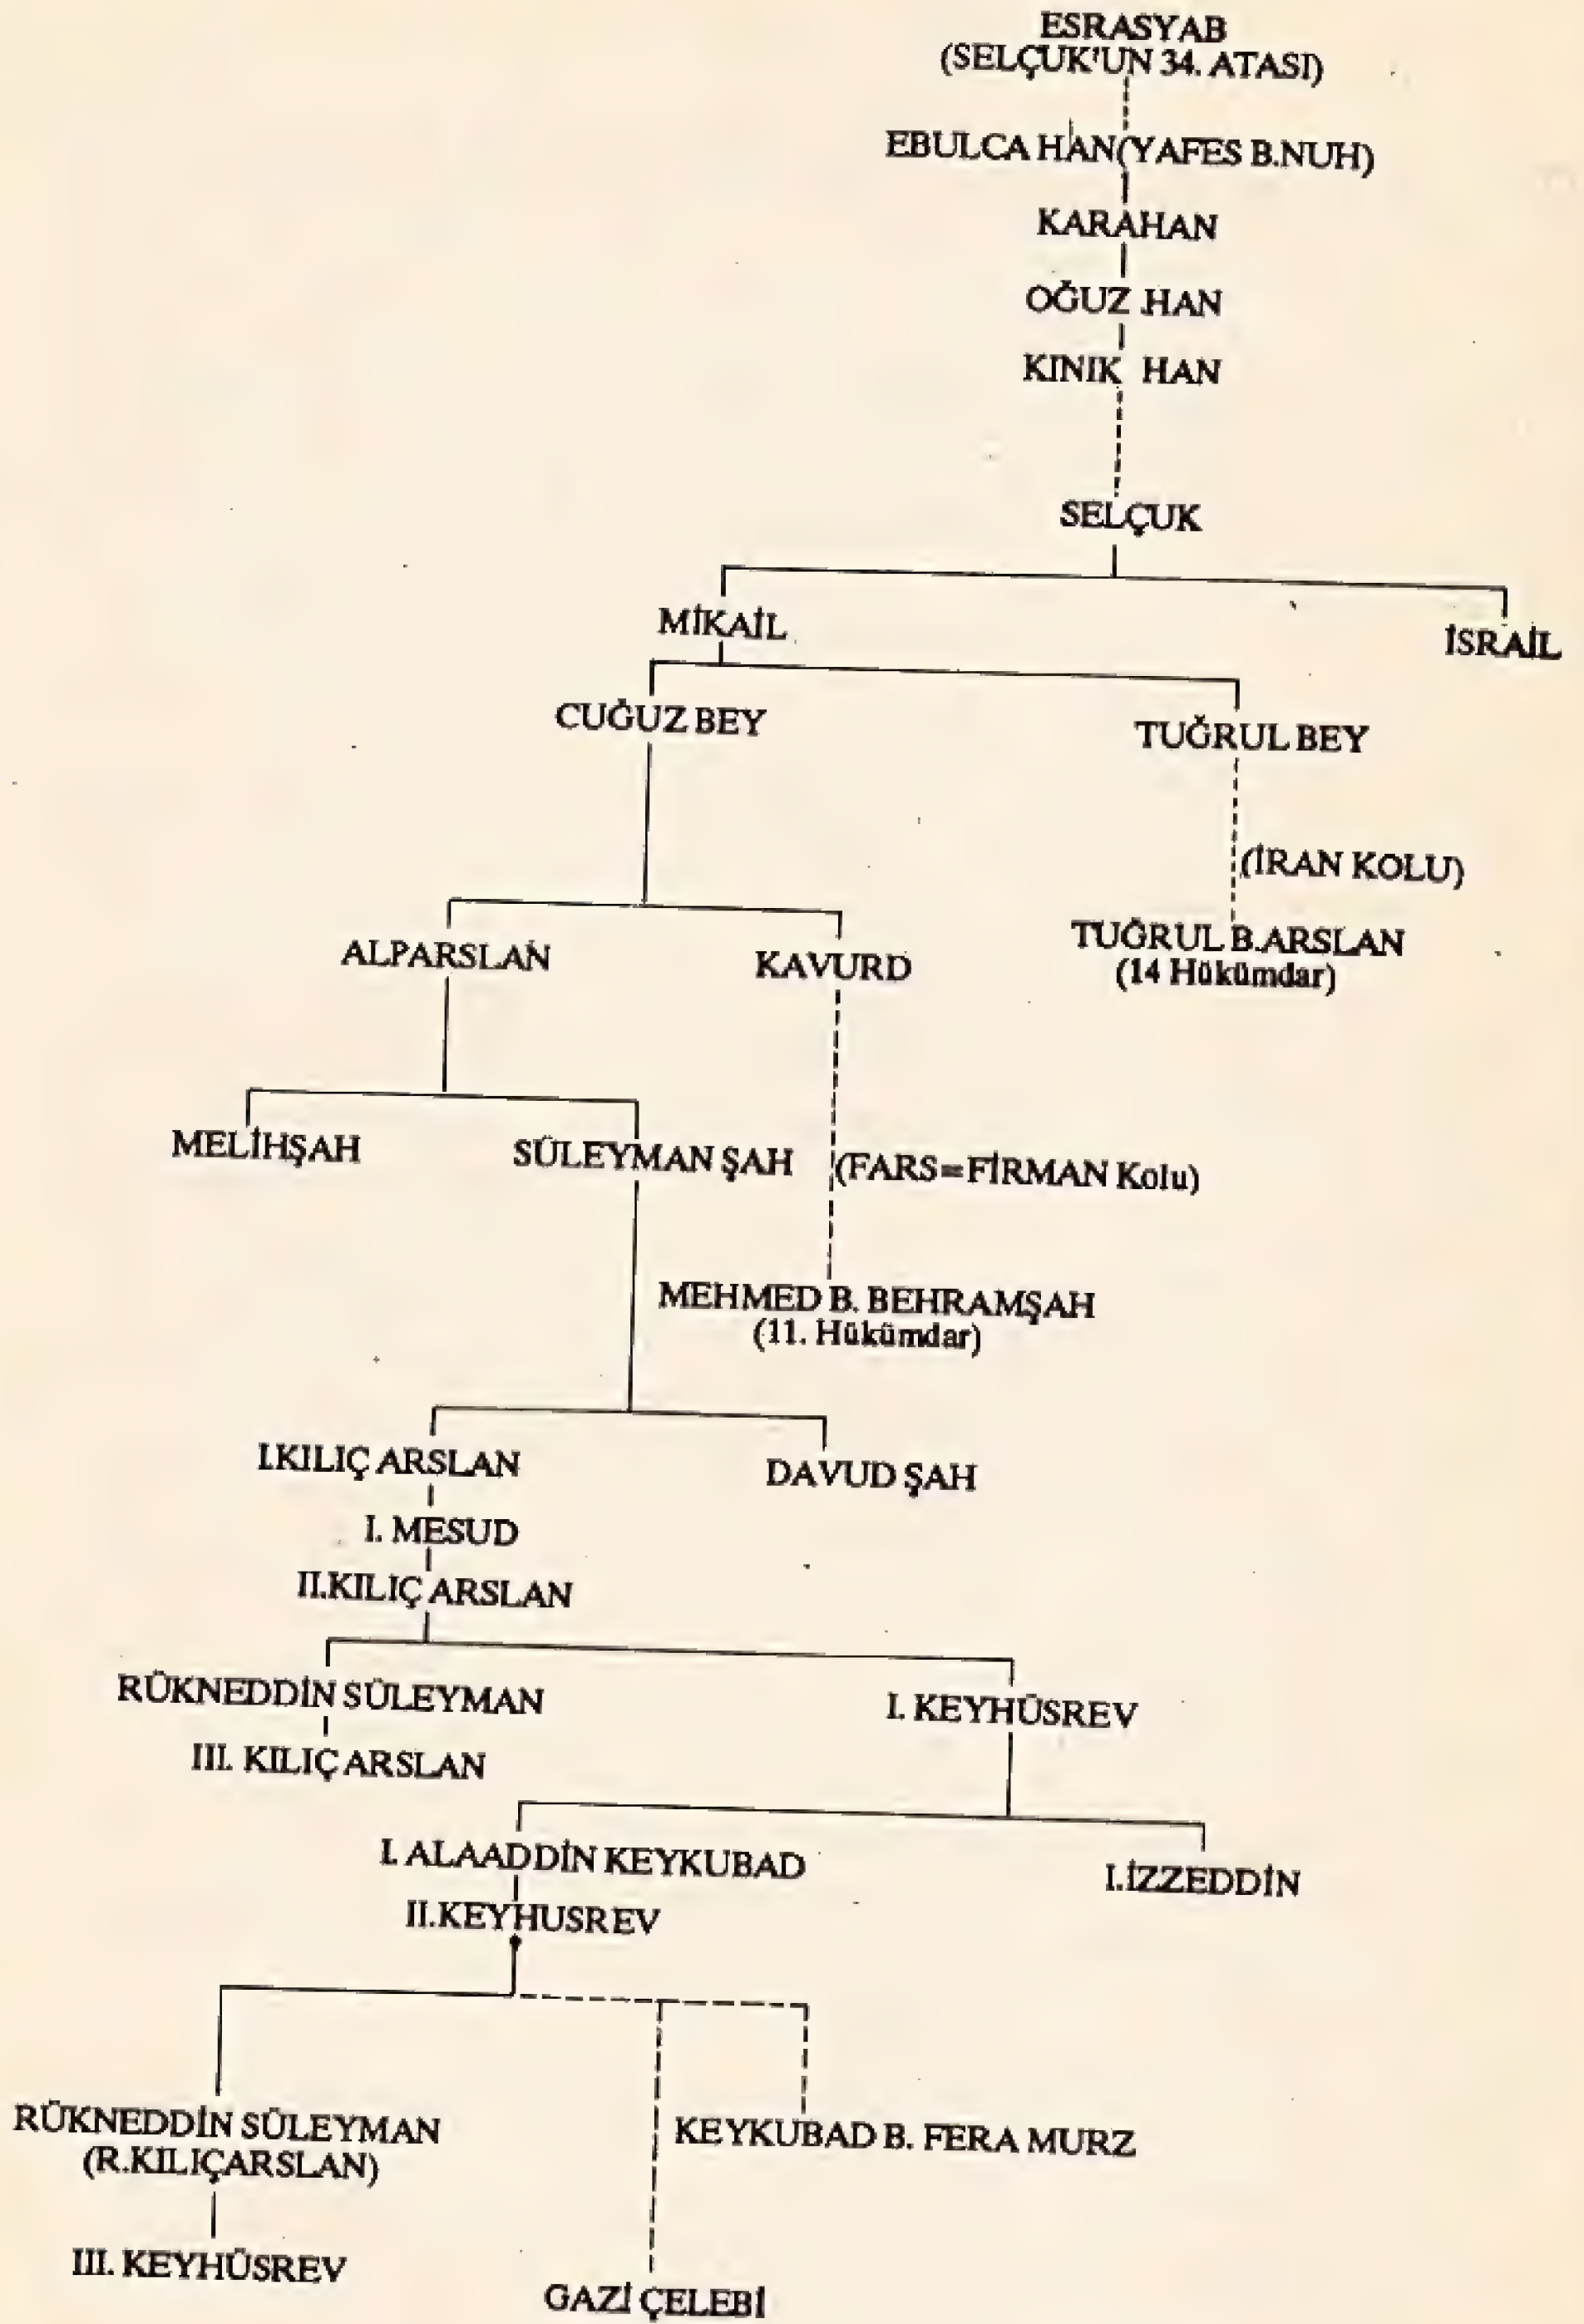 ESRASYAB
(SELÇUK'UN 34. ATASI)
EBULCA HAN(YAFES B.NUH)
KARAHAN
OĞUZ HAN
KINIK HAN
SELÇUK
MİKAİL
İSRAİL
CUĞUZ BEY
TUĞRUL BEY
(İRAN KOLU)
ALPARSLAN
KAVURD
TUĞRUL B.ARSLAN
(14 Hükümdar)
MELİHŞAH
SÜLEYMAN ŞAH
(FARS=FİRMAN Kolu)
MEHMED B. BEHRAMŞAH
(11. Hükümdar)
I.KILIÇ ARSLAN
DAVUD ŞAH
I. MESUD
II.KILIÇ ARSLAN
RÜKNEDDİN SÜLEYMAN
I. KEYHÜSREV
III. KILIÇ ARSLAN
I. ALAADDİN KEYKUBAD
I.İZZEDDİN
II.KEYHUSREV
RÜKNEDDİN SÜLEYMAN
(R.KILIÇARSLAN)
KEYKUBAD B. FERA MURZ
III. KEYHÜSREV
GAZİ ÇELEBİ